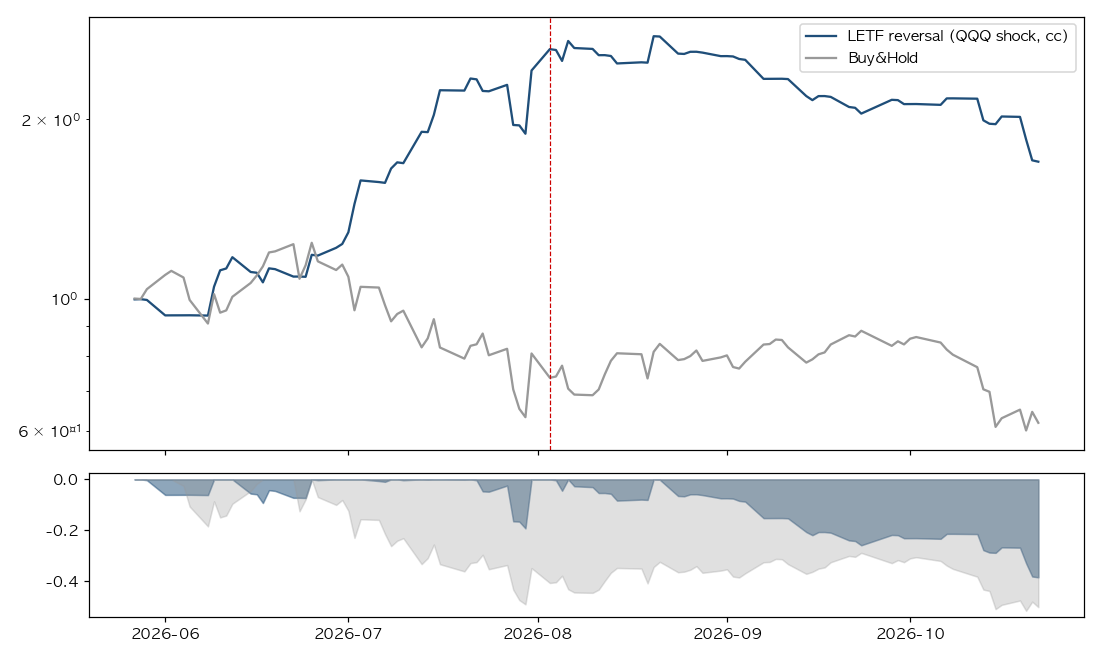 LETF reversal (QQQ shock, cc)
Buy&Hold
2 × 10⁰
10⁰
6 × 10¤¹
0.0
-0.2
-0.4
2026-06
2026-07
2026-08
2026-09
2026-10